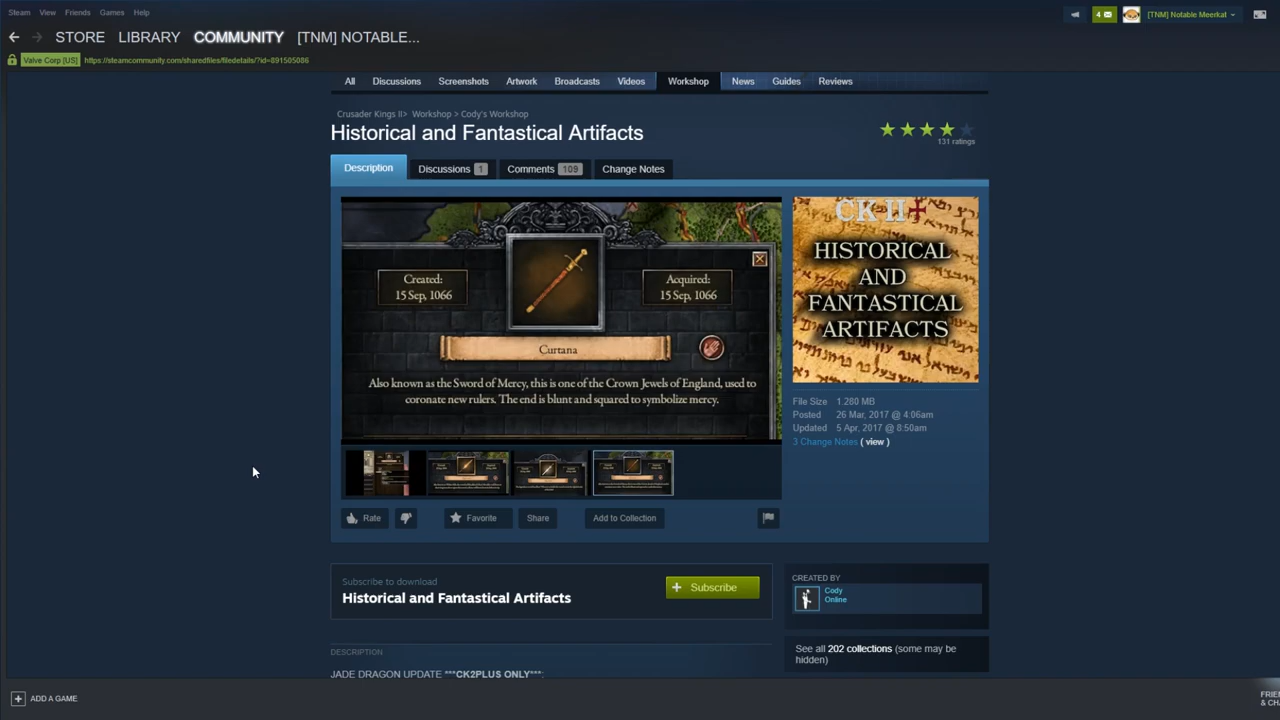 Steam View Friends Games Help
4 [TNM] Notable Meerkat
STORE LIBRARY COMMUNITY [TNM] NOTABLE...
Valve Corp [US] https://steamcommunity.com/sharedfiles/filedetails/?id=891505086
All Discussions Screenshots Artwork Broadcasts Videos Workshop News Guides Reviews
Crusader Kings II> Workshop > Cody's Workshop
Historical and Fantastical Artifacts
131 ratings
Description Discussions 1 Comments 109 Change Notes
Created:
15 Sep, 1066
Acquired:
15 Sep, 1066
Curtana
Also known as the Sword of Mercy, this is one of the Crown Jewels of England, used to
coronate new rulers. The end is blunt and squared to symbolize mercy.
CK II
HISTORICAL
AND
FANTASTICAL
ARTIFACTS
File Size 1.280 MB
Posted 26 Mar, 2017 @ 4:06am
Updated 5 Apr, 2017 @ 8:50am
3 Change Notes ( view )
Rate Favorite Share Add to Collection
Subscribe to download
Historical and Fantastical Artifacts
+ Subscribe
CREATED BY
Cody
Online
See all 202 collections (some may be
hidden)
DESCRIPTION
JADE DRAGON UPDATE ***CK2PLUS ONLY***:
+ ADD A GAME
FRIE
& CHA